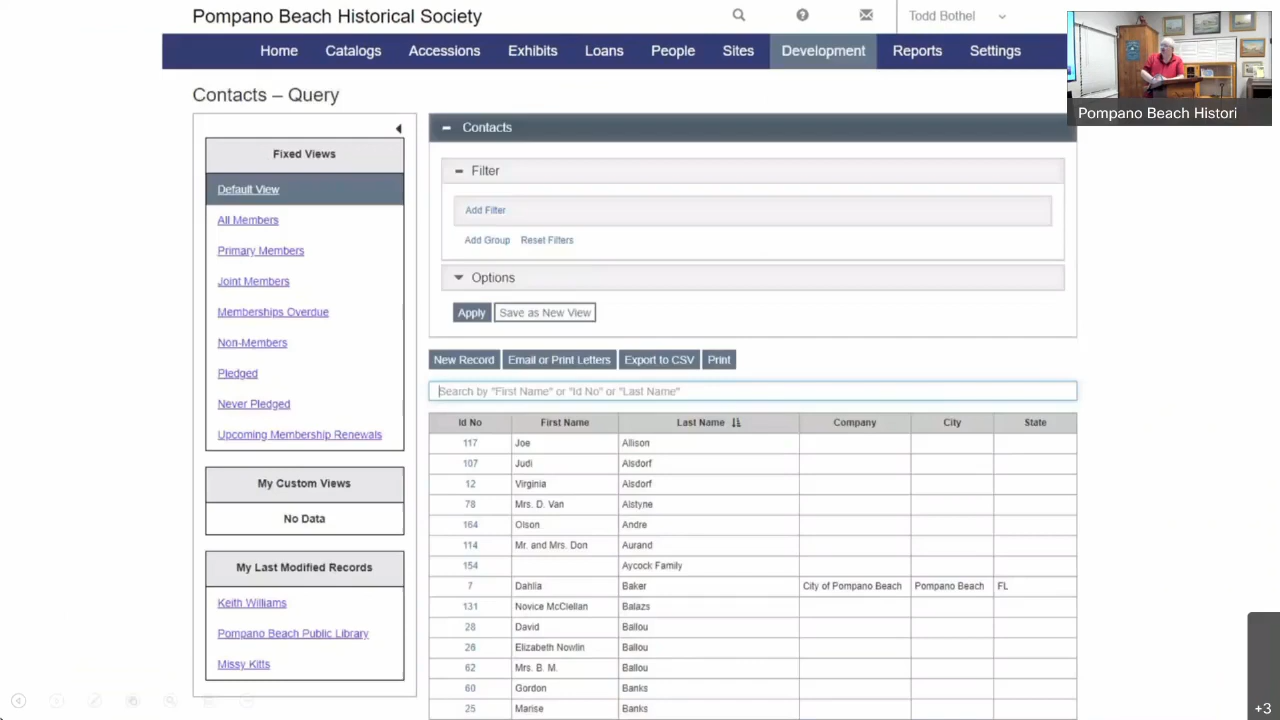 Pompano Beach Historical Society
Todd Bothel
Home Catalogs Accessions Exhibits Loans People Sites Development Reports Settings
Pompano Beach Histori
Contacts – Query
Fixed Views
Default View
All Members
Primary Members
Joint Members
Memberships Overdue
Non-Members
Pledged
Never Pledged
Upcoming Membership Renewals
My Custom Views
No Data
My Last Modified Records
Keith Williams
Pompano Beach Public Library
Missy Kitts
Contacts
Filter
Add Filter
Add Group Reset Filters
Options
Apply Save as New View
New Record Email or Print Letters Export to CSV Print
Search by "First Name" or "Id No" or "Last Name"
Id No First Name Last Name Company City State
117 Joe Allison
107 Judi Alsdorf
12 Virginia Alsdorf
78 Mrs. D. Van Alstyne
164 Olson Andre
114 Mr. and Mrs. Don Aurand
154 Aycock Family
7 Dahlia Baker City of Pompano Beach Pompano Beach FL
131 Novice McClellan Balazs
28 David Ballou
26 Elizabeth Nowlin Ballou
62 Mrs. B. M. Ballou
60 Gordon Banks
25 Marise Banks
+3